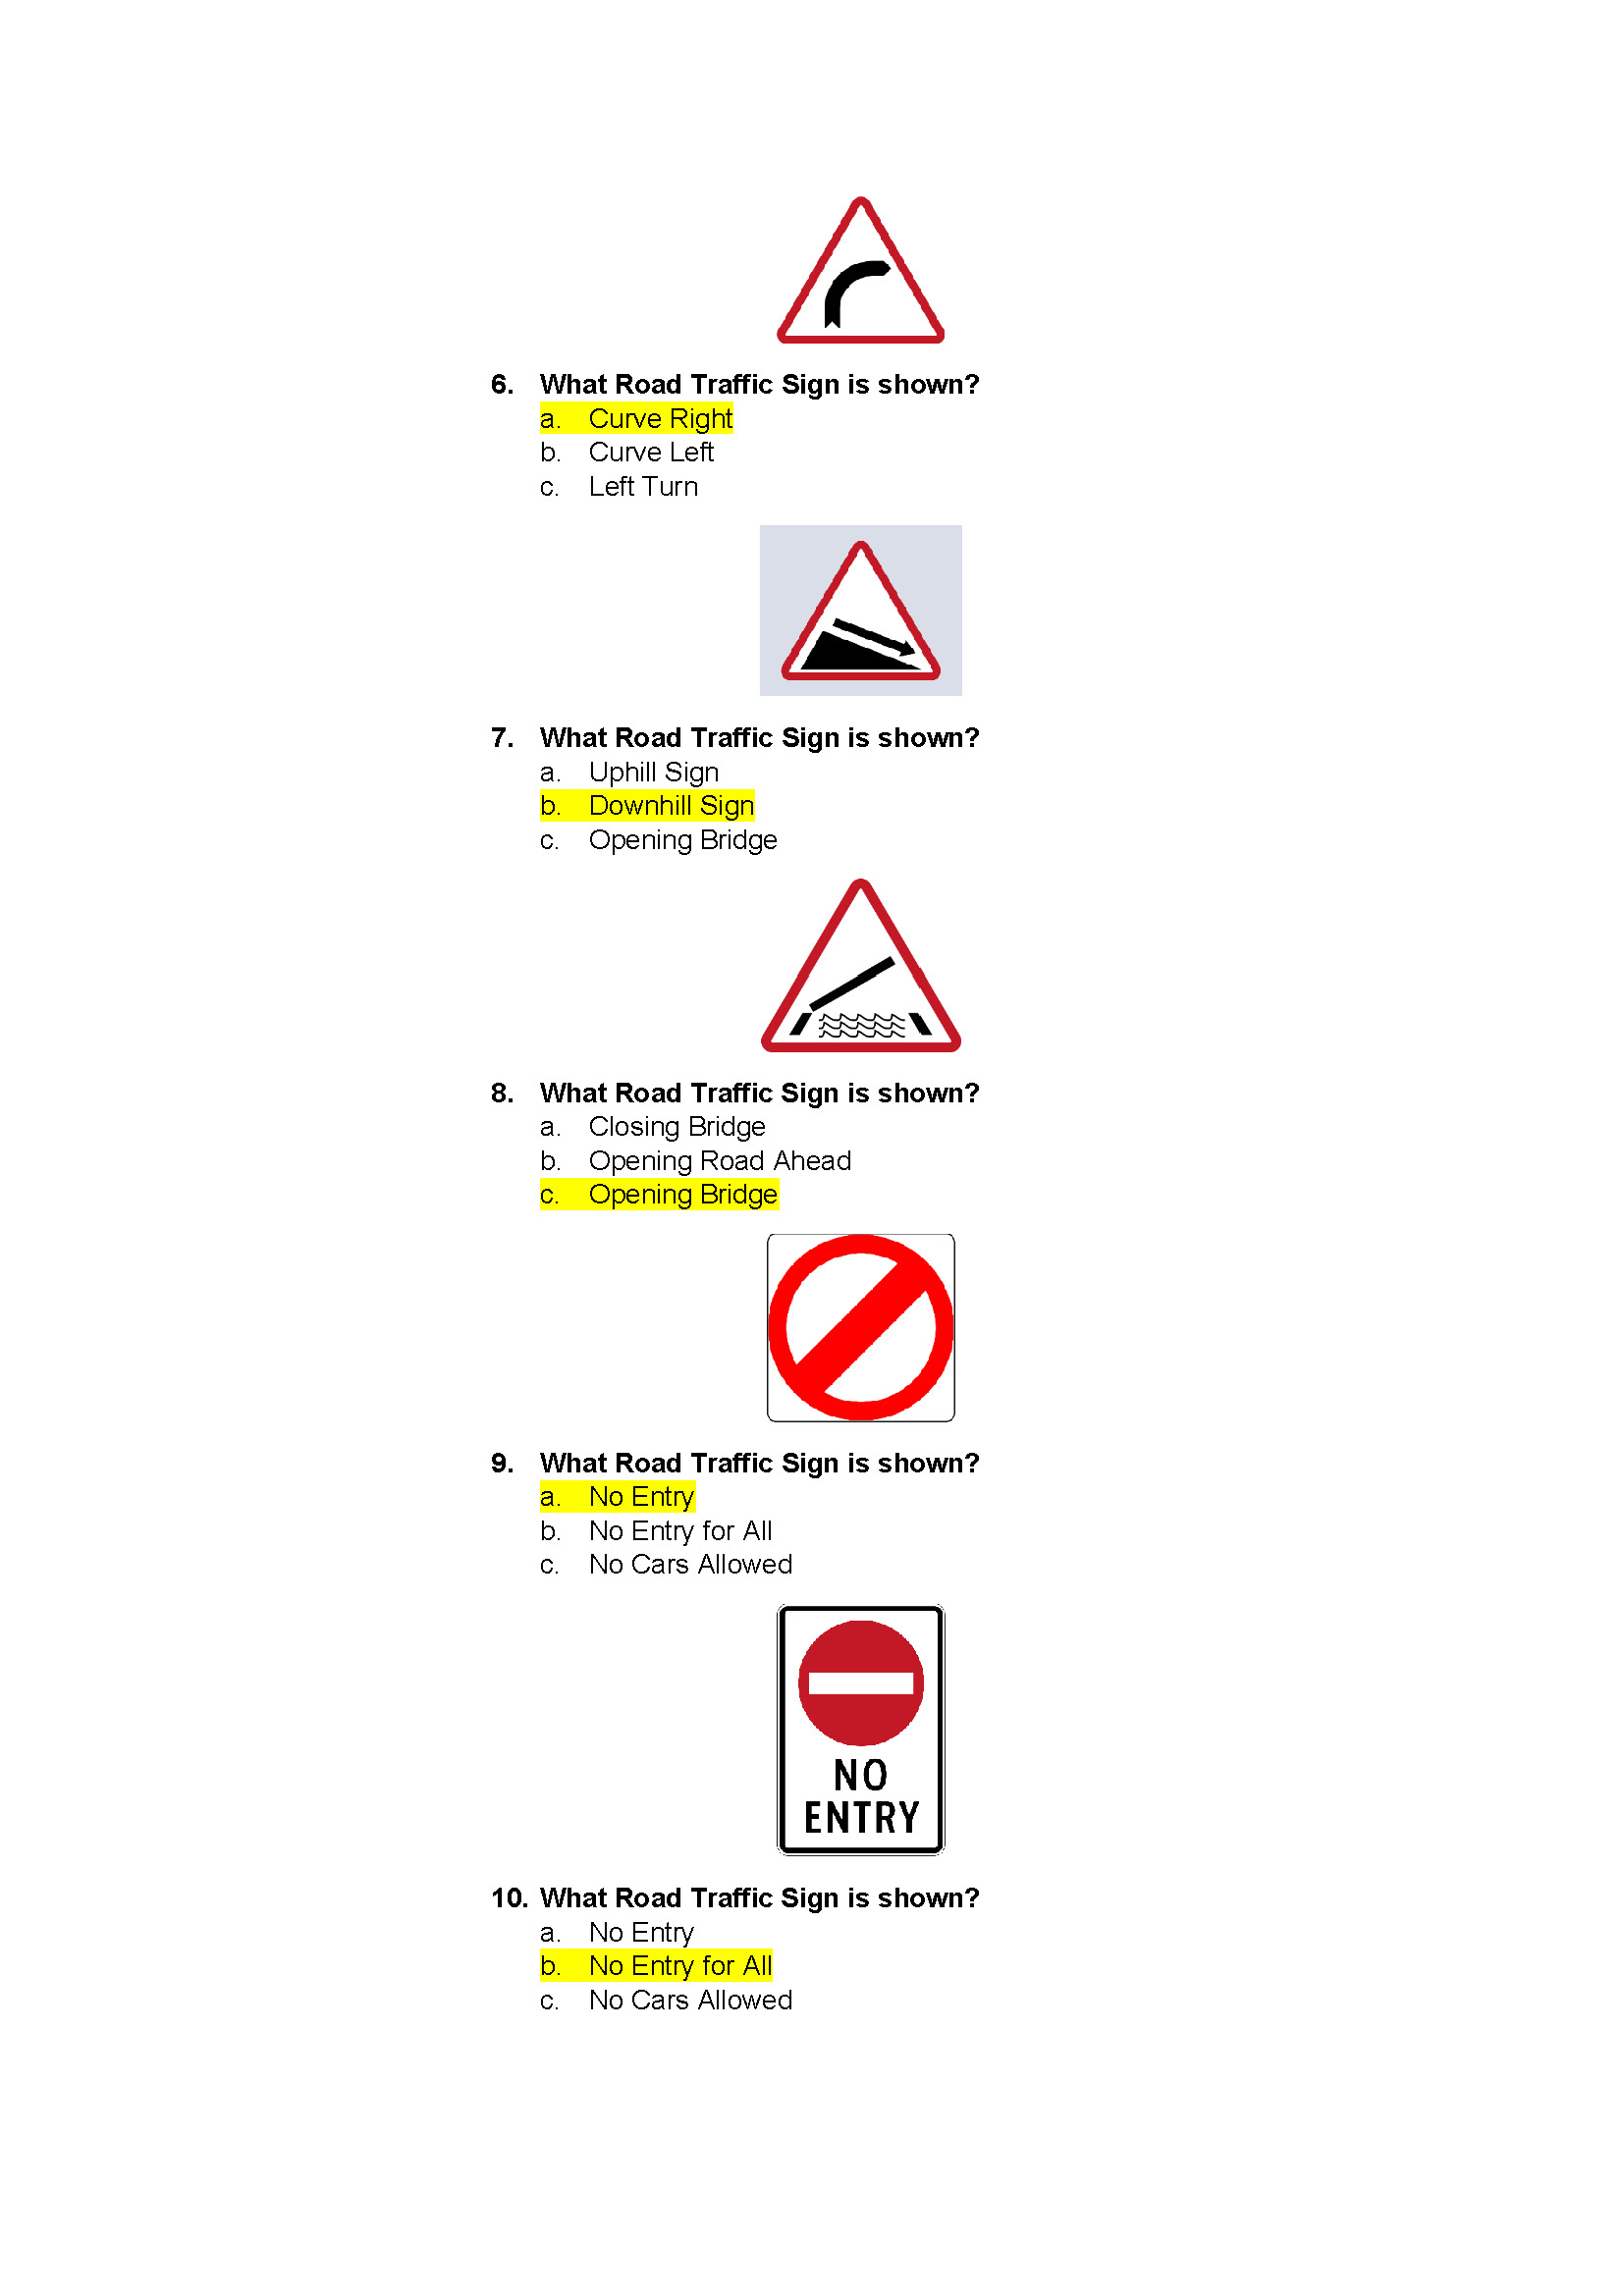 6. What Road Traffic Sign is shown?
a. Curve Right
b. Curve Left
c. Left Turn
7. What Road Traffic Sign is shown?
a. Uphill Sign
b. Downhill Sign
c. Opening Bridge
8. What Road Traffic Sign is shown?
a. Closing Bridge
b. Opening Road Ahead
c. Opening Bridge
9. What Road Traffic Sign is shown?
a. No Entry
b. No Entry for All
c. No Cars Allowed
NO
ENTRY
10. What Road Traffic Sign is shown?
a. No Entry
b. No Entry for All
c. No Cars Allowed